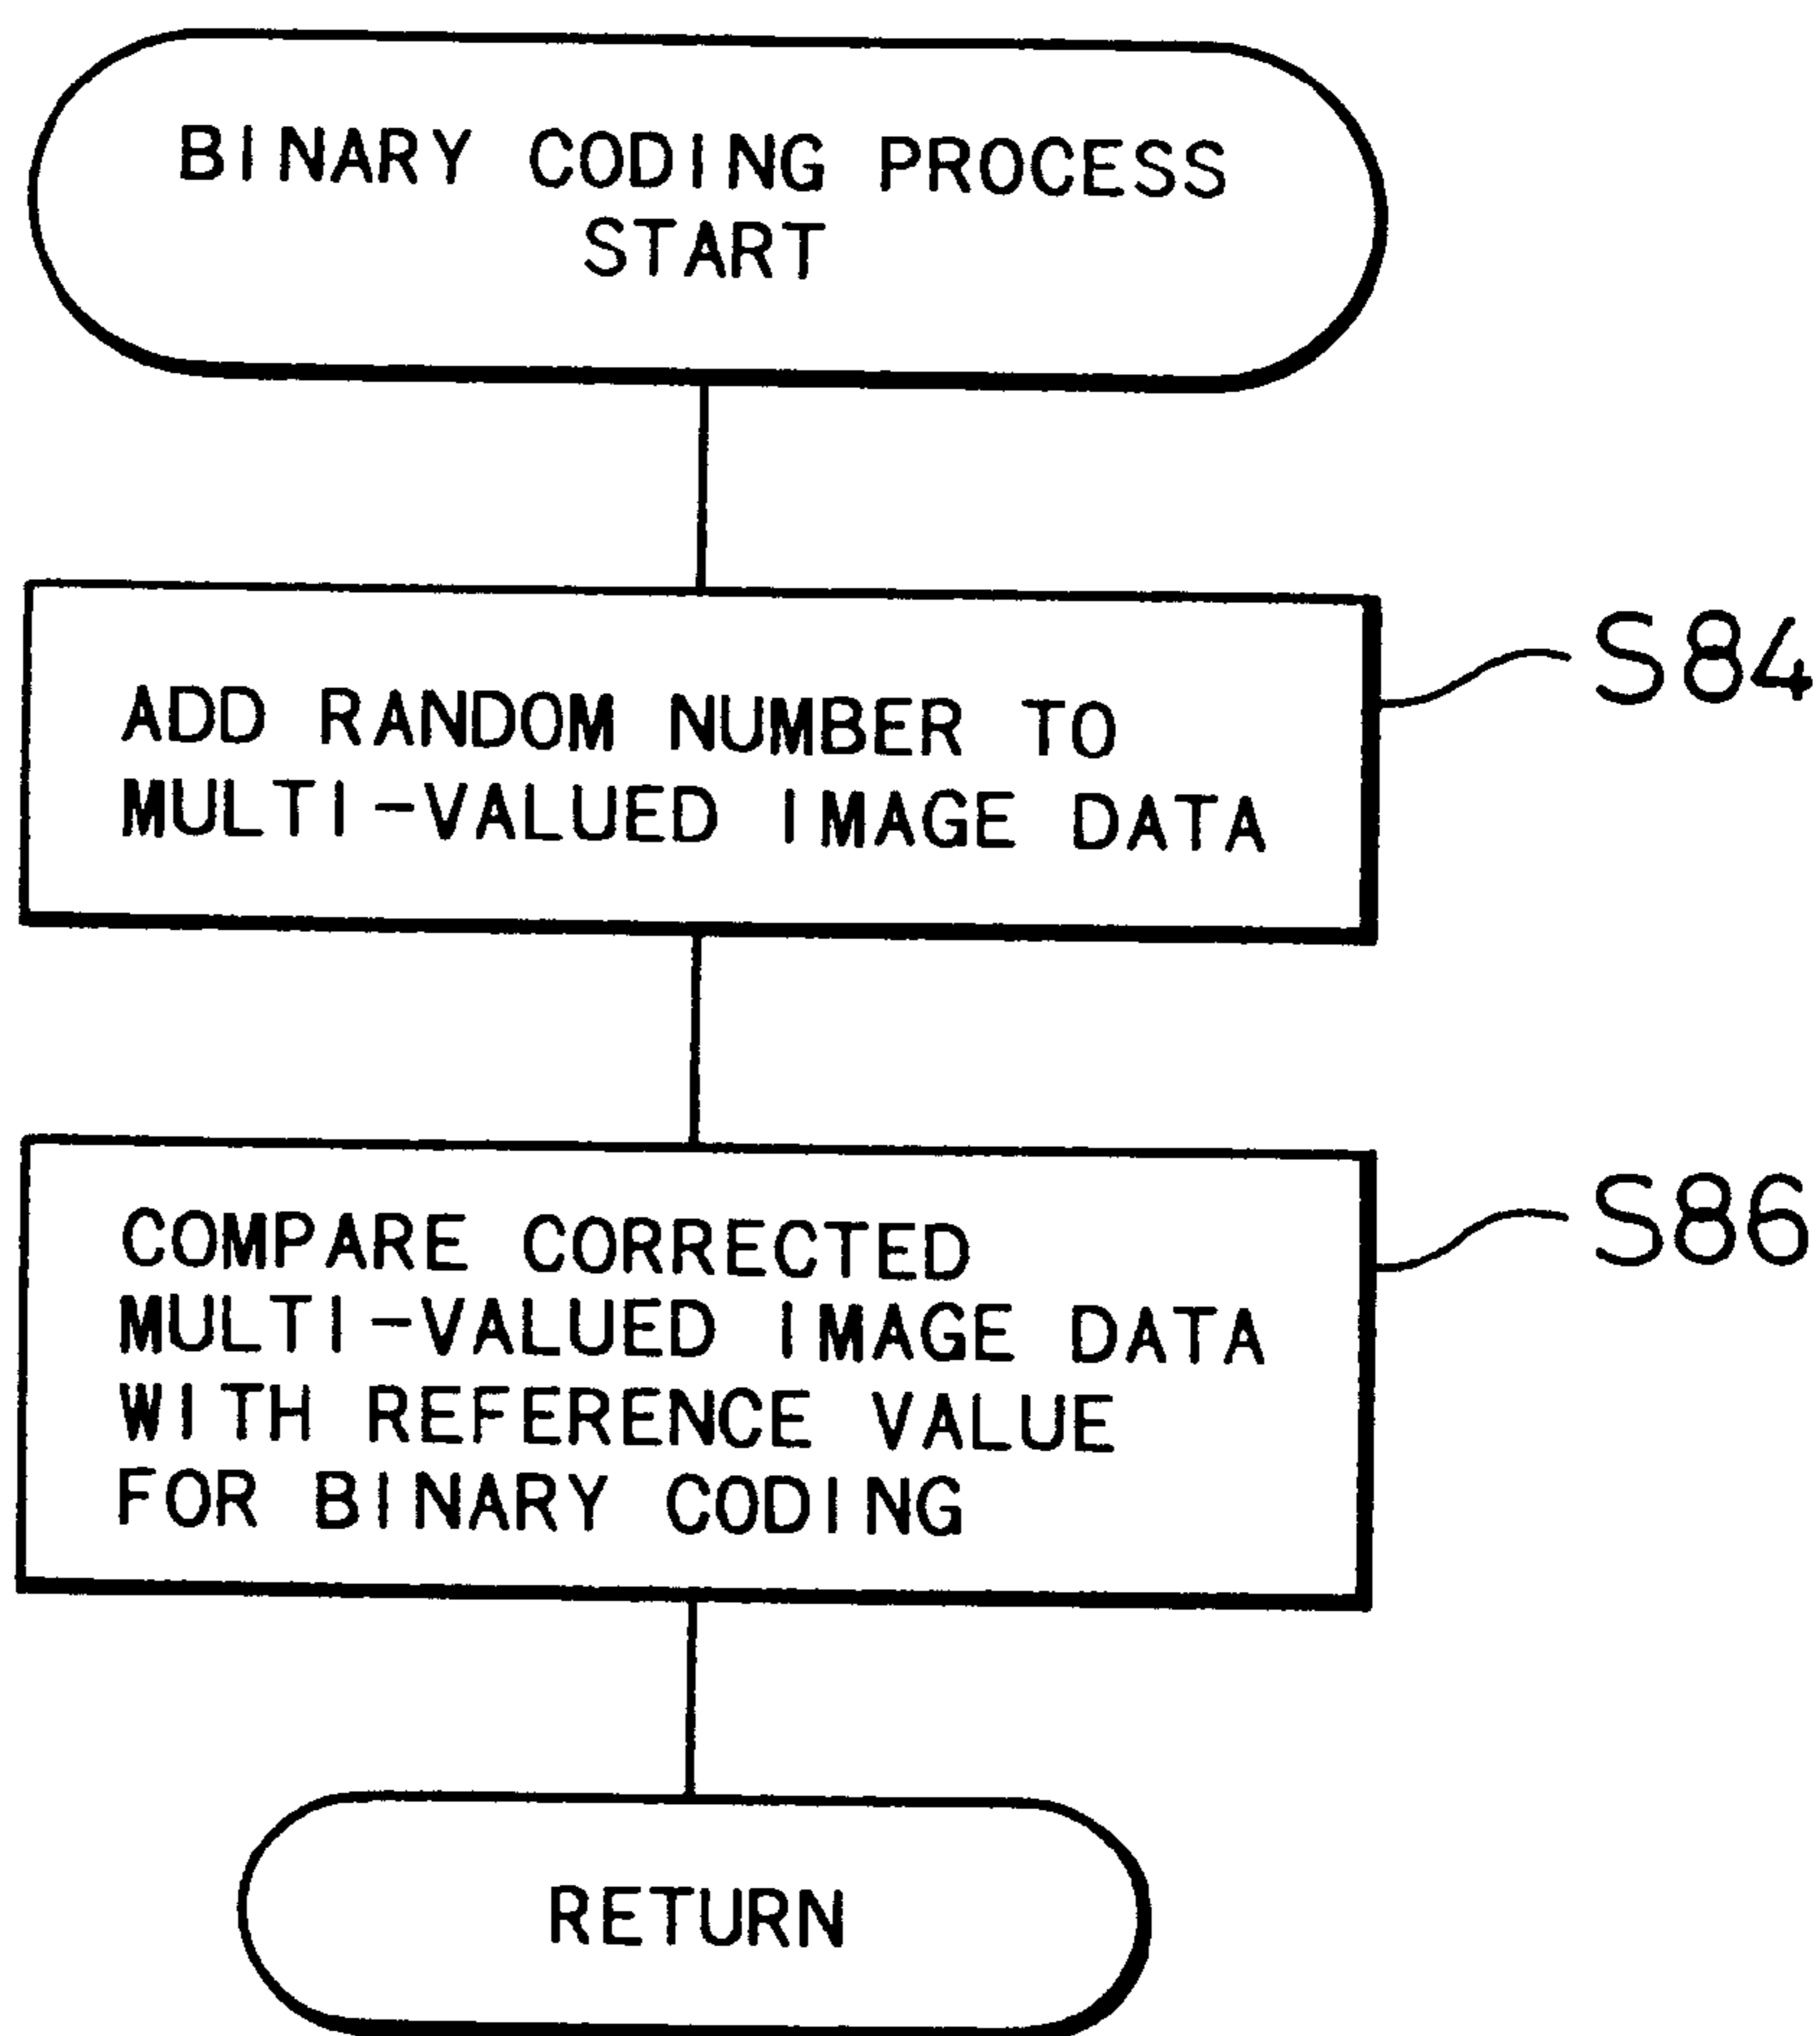 BINARY CODING PROCESS
START
ADD RANDOM NUMBER TO
MULTI-VALUED IMAGE DATA
S84
COMPARE CORRECTED
MULTI-VALUED IMAGE DATA
WITH REFERENCE VALUE
FOR BINARY CODING
S86
RETURN